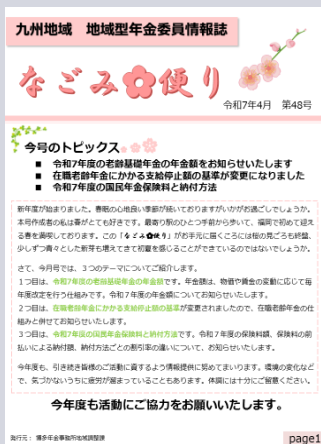 九州地域　地域型年金委員情報誌
なごみ便り
令和7年4月　第48号
今号のトピックス
■　令和7年度の老齢基礎年金の年金額をお知らせいたします
■　在職老齢年金にかかる支給停止額の基準が変更になりました
■　令和7年度の国民年金保険料と納付方法
新年度が始まりました。春眠の心地良い季節が続いておりますがいかがお過ごしでしょうか。
本号作成者の私は春がとても好きです。最寄り駅のひとつ手前から歩いて、福岡で初めて迎え
る春を満喫しております。この「なごみ便り」がお手元に届くころには桜の見ごろも終盤、
少しずつ青々とした新芽も増えてきて初夏を感じることができているのではないでしょうか。
さて、今月号では、3つのテーマについてご紹介します。
1つ目は、令和7年度の老齢基礎年金の年金額です。年金額は、物価や賃金の変動に応じて毎
年度改定を行う仕組みです。令和7年度の年金額についてお知らせいたします。
2つ目は、在職老齢年金にかかる支給停止額の基準が変更されましたので、在職老齢年金の仕
組みと併せてお知らせいたします。
3つ目は、令和7年度の国民年金保険料と納付方法です。令和7年度の保険料額、保険料の前
払いによる納付額、納付方法ごとの割引率の違いについて、お知らせいたします。
今年度も、引き続き皆様のご活動に資するよう情報提供に努めてまいります。環境の変化など
で、気づかないうちに疲労が溜まっていることもあります。体調には十分にご留意ください。
今年度も活動にご協力をお願いいたします。
発行元：博多年金事務所地域調整課
page1